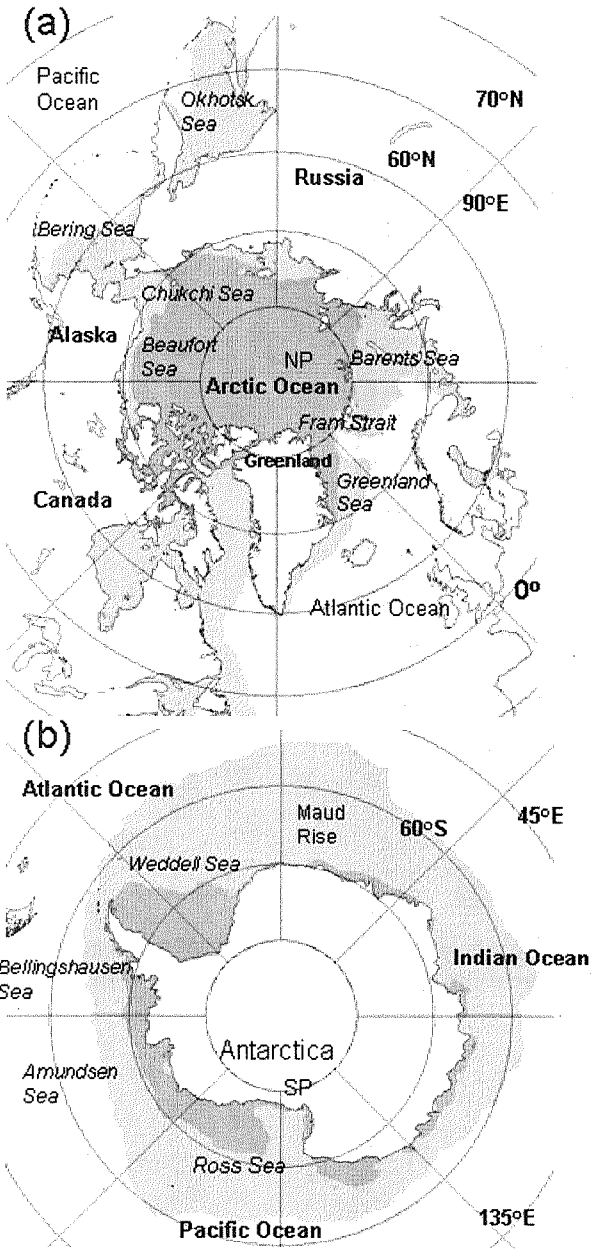 (a)
Pacific
Ocean
Okhotsk
Sea
70°N
60°N
Russia
90°E
Bering Sea
Chukchi Sea
Alaska
Beaufort
Sea
NP
Barents Sea
Arctic Ocean
Fram Strait
Greenland
Greenland
Sea
Canada
0°
Atlantic Ocean
(b)
Atlantic Ocean
Maud
Rise
60°S
45°E
Weddell Sea
Indian Ocean
Bellingshausen
Sea
Antarctica
Amundsen
Sea
SP
Ross Sea
135°E
Pacific Ocean